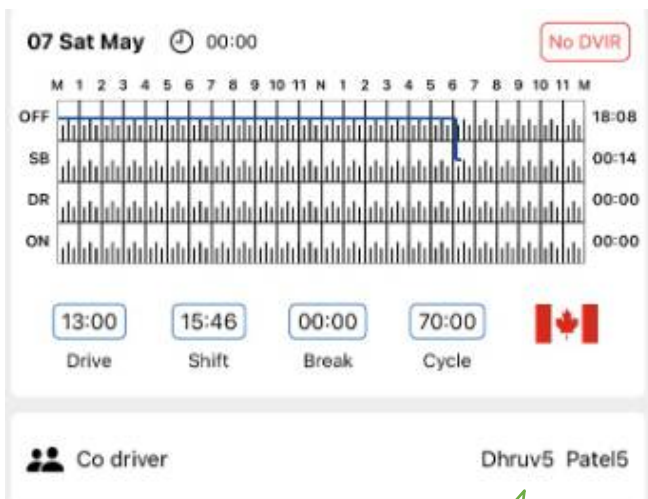 07 Sat May 00:00 No DVIR
M 1 2 3 4 5 6 7 8 9 10 11 N 1 2 3 4 5 6 7 8 9 10 11 M
OFF 18:08
SB 00:14
DR 00:00
ON 00:00
13:00 15:46 00:00 70:00
Drive Shift Break Cycle
Co driver Dhruv5 Patel5